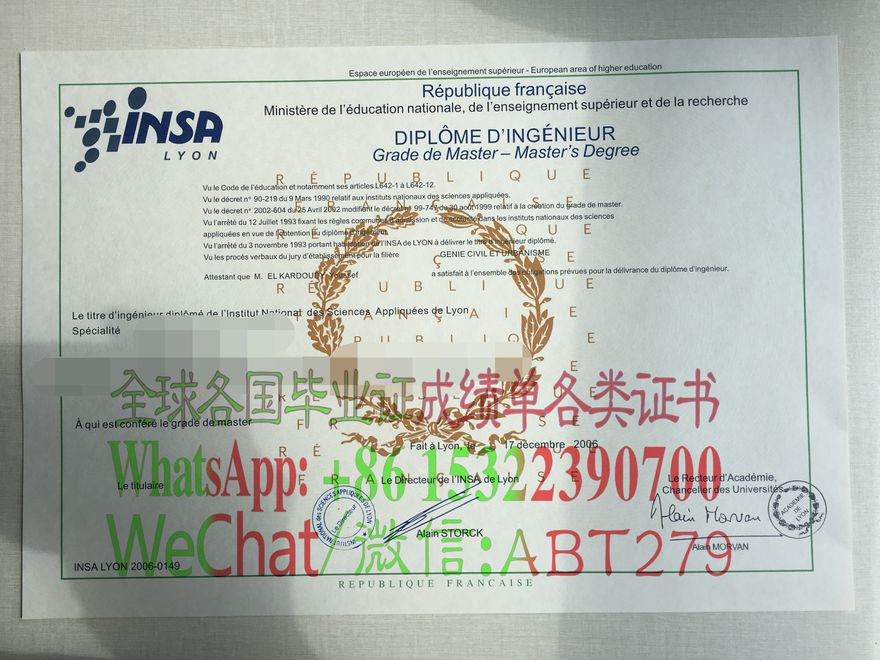 Espace européen de l'enseignement supérieur - European area of higher education
République française
Ministère de l'éducation nationale, de l'enseignement supérieur et de la recherche
INSA
LYON
DIPLÔME D'INGÉNIEUR
Grade de Master – Master's Degree
RÉPUBLIQUE
FRANÇAISE
Vu le Code de l'éducation et notamment ses articles L642-1 à L642-12.
Vu le décret n° 90-219 du 9 Mars 1990 relatif aux instituts nationaux des sciences appliquées.
Vu le décret n° 2002-604 du 25 Avril 2002 modifient le décret n° 99-747 du 30 août 1999 relatif à la création du grade de master.
Vu l'arrêté du 12 Juillet 1993 fixant les règles communes d'admission et de scolarité dans les instituts nationaux des sciences
appliquées en vue de l'obtention du diplôme d'ingénieur.
Vu l'arrêté du 3 novembre 1993 portant habilitation de l'INSA de LYON à délivrer le titre d'ingénieur diplômé.
Vu les procès verbaux du jury d'établissement pour la filière GENIE CIVIL ET URBANISME
Attestant que M. EL KARDOUDY Youssef a satisfait à l'ensemble des obligations prévues pour la délivrance du diplôme d'ingénieur.
Le titre d'ingénieur diplômé de l'Institut National des Sciences Appliquées de Lyon
Spécialité
全球各国毕业证成绩单各类证书
À qui est conféré le grade de master
Fait à Lyon, le 17 décembre 2006
WhatsApp: +86 15322390700
Le titulaire
Le Directeur de l'INSA de Lyon
Le Recteur d'Académie,
Chancelier des Universités
Alain Morvan
ACADÉMIE DE LYON
Le Directeur
Alain STORCK
Alain MORVAN
WeChat/微信:ABT279
INSA LYON 2006-0149
REPUBLIQUE FRANCAISE